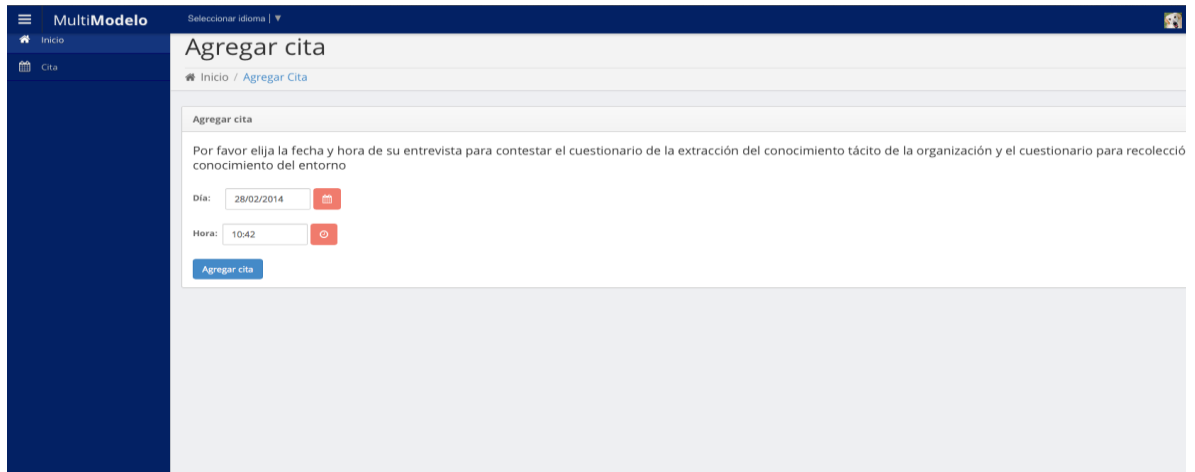 MultiModelo
Seleccionar idioma | ▼
Inicio
Cita
Agregar cita
Inicio / Agregar Cita
Agregar cita
Por favor elija la fecha y hora de su entrevista para contestar el cuestionario de la extracción del conocimiento tácito de la organización y el cuestionario para recolecció
conocimiento del entorno
Día: 28/02/2014
Hora: 10:42
Agregar cita